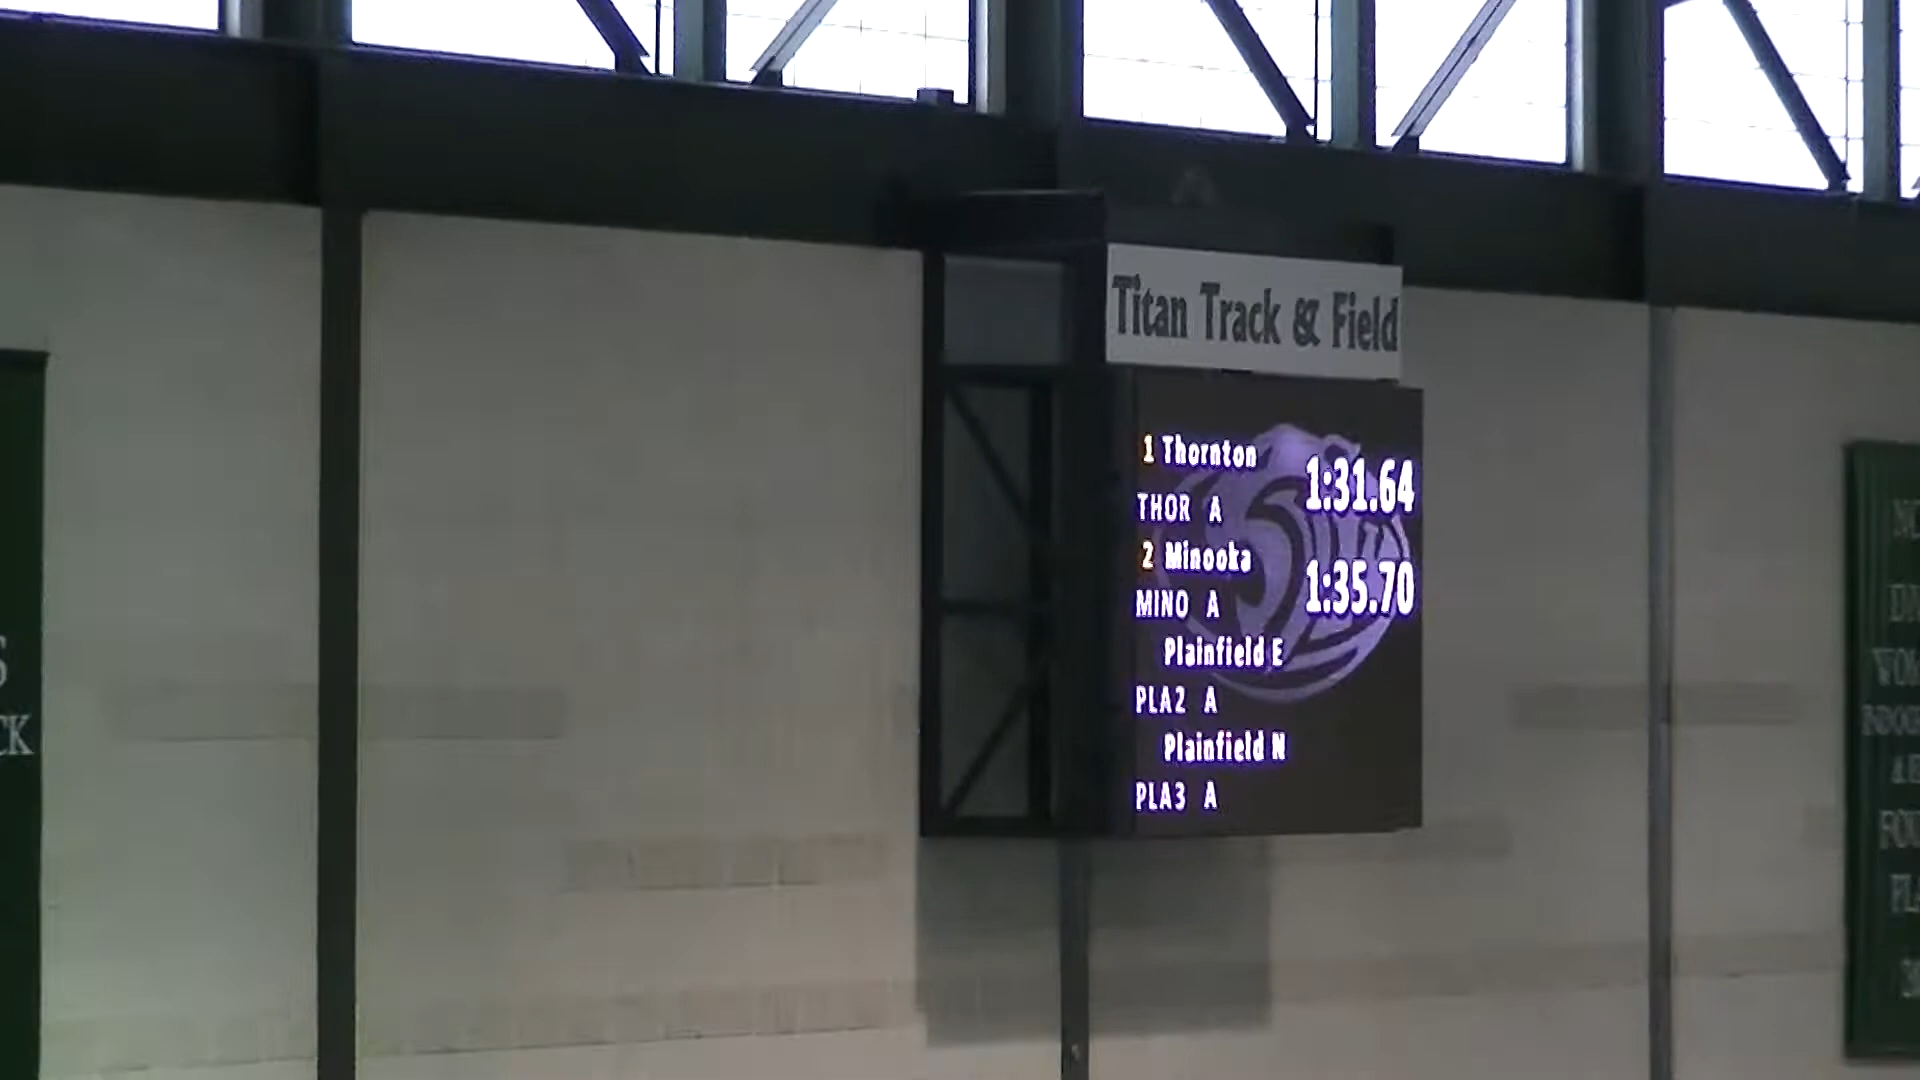 Titan Track & Field
1 Thornton 1:31.64
THOR A
2 Minooka 1:35.70
MINO A
Plainfield E
PLA2 A
Plainfield N
PLA3 A
CK